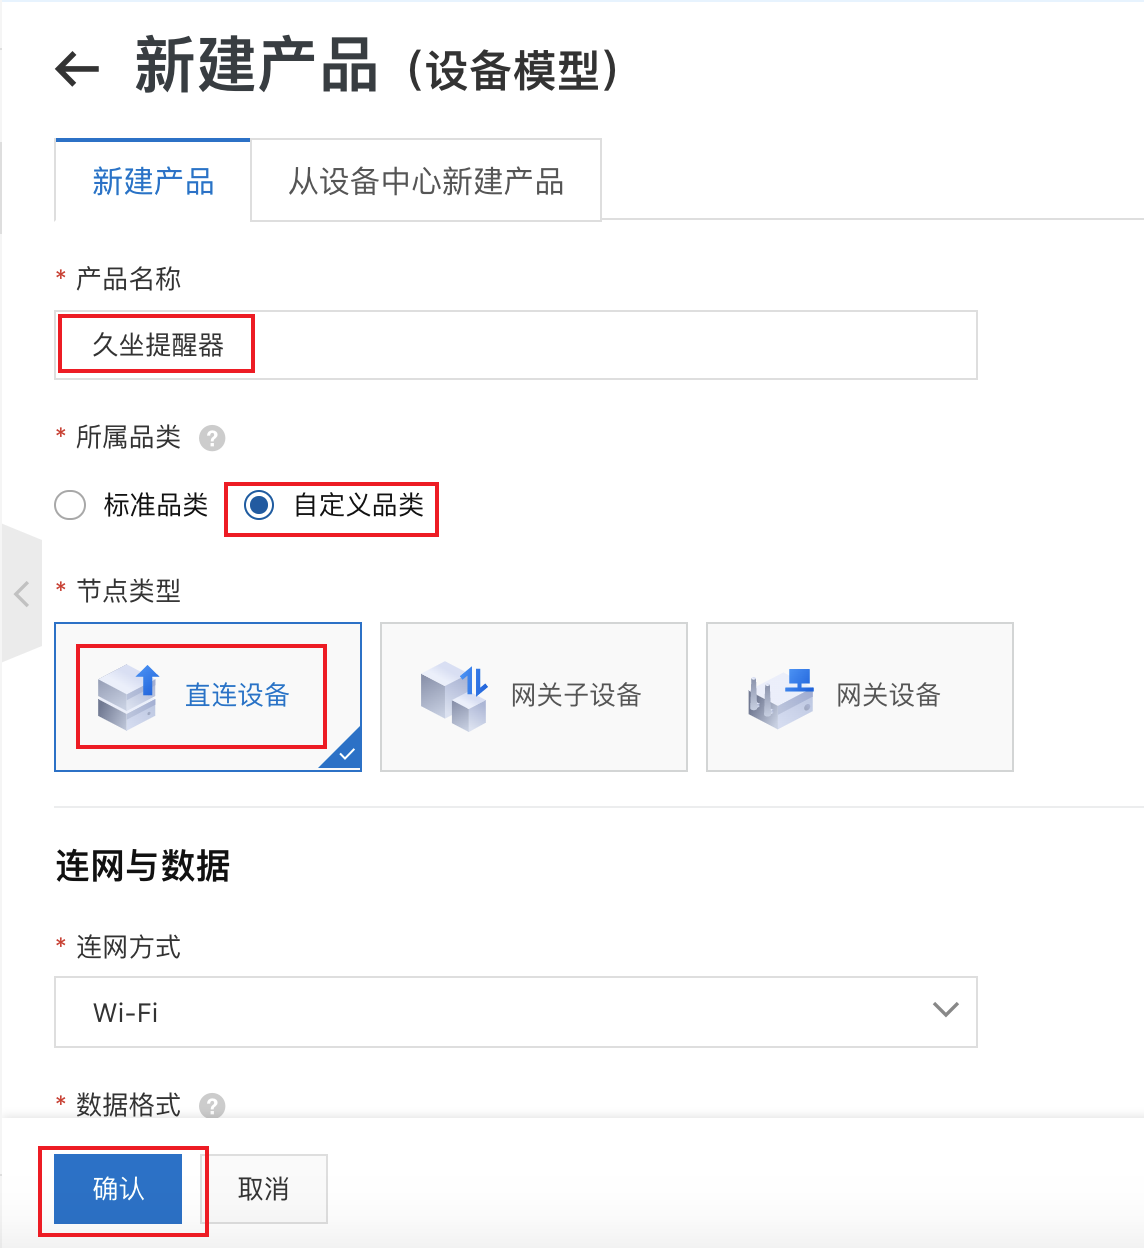 新建产品（设备模型）
新建产品 从设备中心新建产品
* 产品名称
久坐提醒器
* 所属品类 ?
标准品类 自定义品类
* 节点类型
直连设备 网关子设备 网关设备
连网与数据
* 连网方式
Wi-Fi
* 数据格式 ?
确认 取消